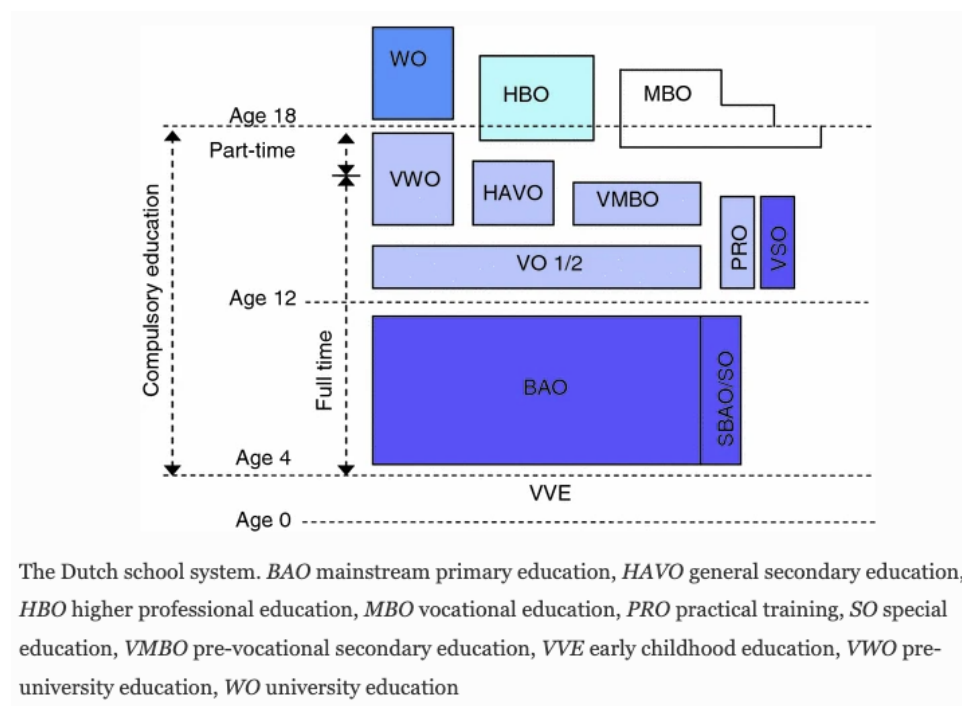 WO
HBO
MBO
Age 18
Part-time
VWO
HAVO
VMBO
PRO
VSO
VO 1/2
Compulsory education
Age 12
Full time
BAO
SBAO/SO
Age 4
VVE
Age 0
The Dutch school system. BAO mainstream primary education, HAVO general secondary education,
HBO higher professional education, MBO vocational education, PRO practical training, SO special
education, VMBO pre-vocational secondary education, VVE early childhood education, VWO pre-
university education, WO university education